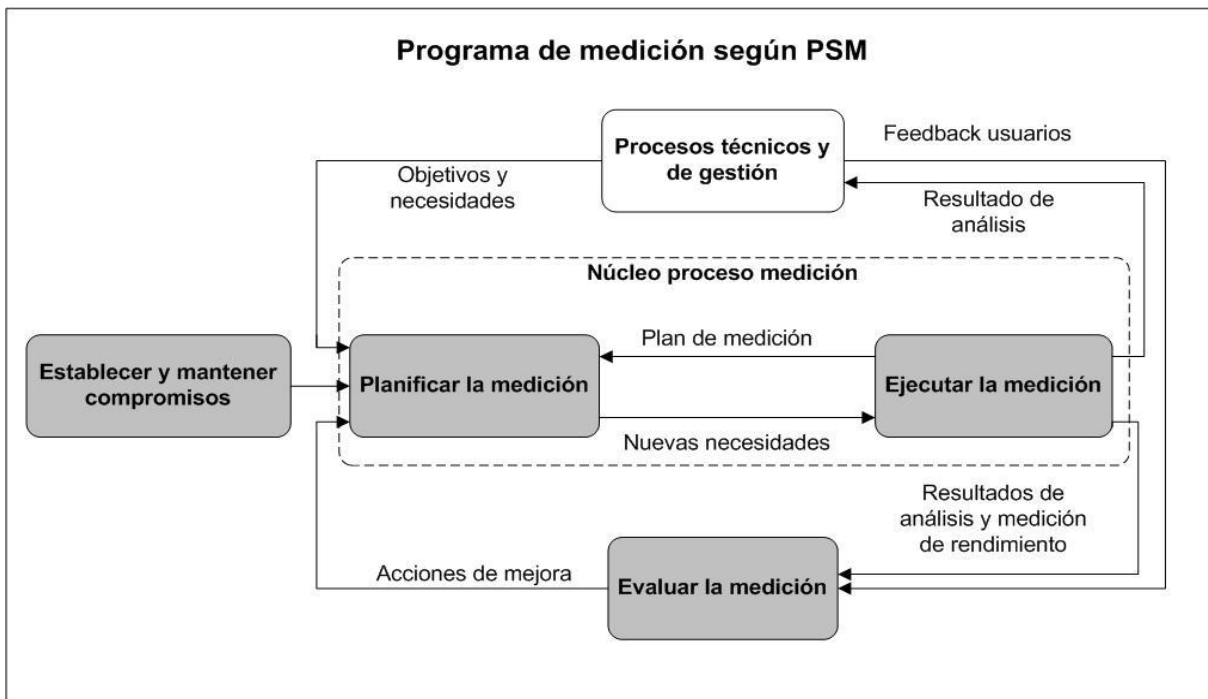 Programa de medición según PSM
Procesos técnicos y
de gestión
Feedback usuarios
Objetivos y
necesidades
Resultado de
análisis
Núcleo proceso medición
Establecer y mantener
compromisos
Planificar la medición
Plan de medición
Ejecutar la medición
Nuevas necesidades
Resultados de
análisis y medición
de rendimiento
Acciones de mejora
Evaluar la medición